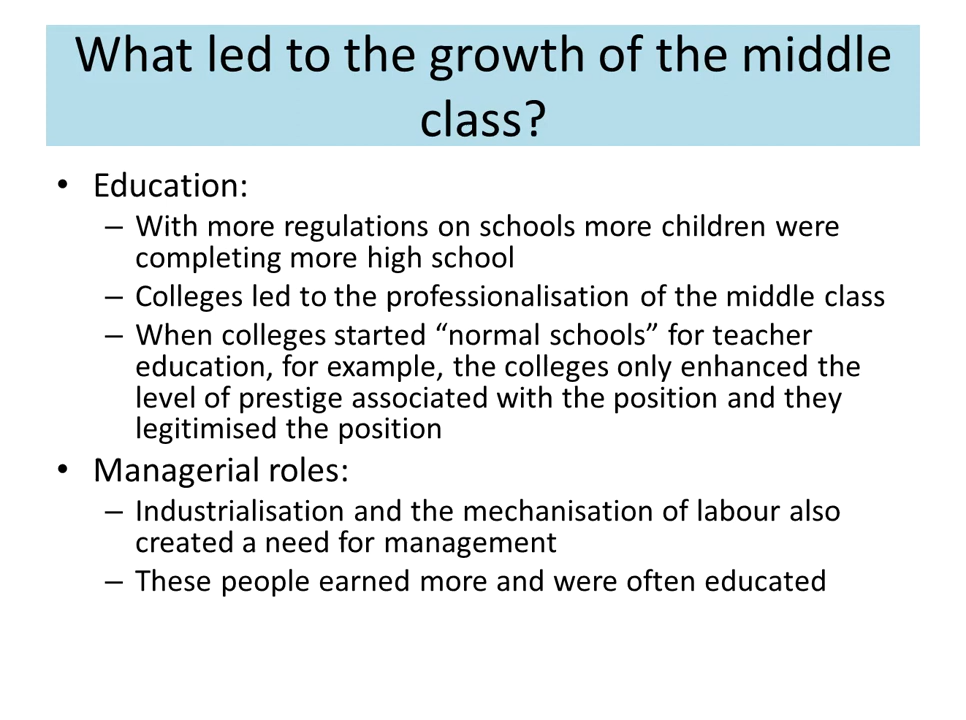 What led to the growth of the middle
class?
• Education:
– With more regulations on schools more children were
completing more high school
– Colleges led to the professionalisation of the middle class
– When colleges started “normal schools” for teacher
education, for example, the colleges only enhanced the
level of prestige associated with the position and they
legitimised the position
• Managerial roles:
– Industrialisation and the mechanisation of labour also
created a need for management
– These people earned more and were often educated